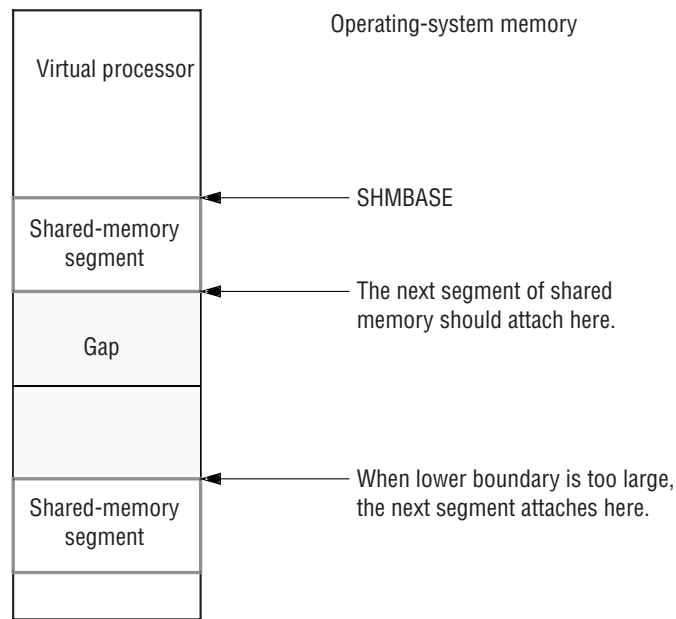 Operating-system memory
Virtual processor
SHMBASE
Shared-memory
segment
The next segment of shared
memory should attach here.
Gap
When lower boundary is too large,
the next segment attaches here.
Shared-memory
segment